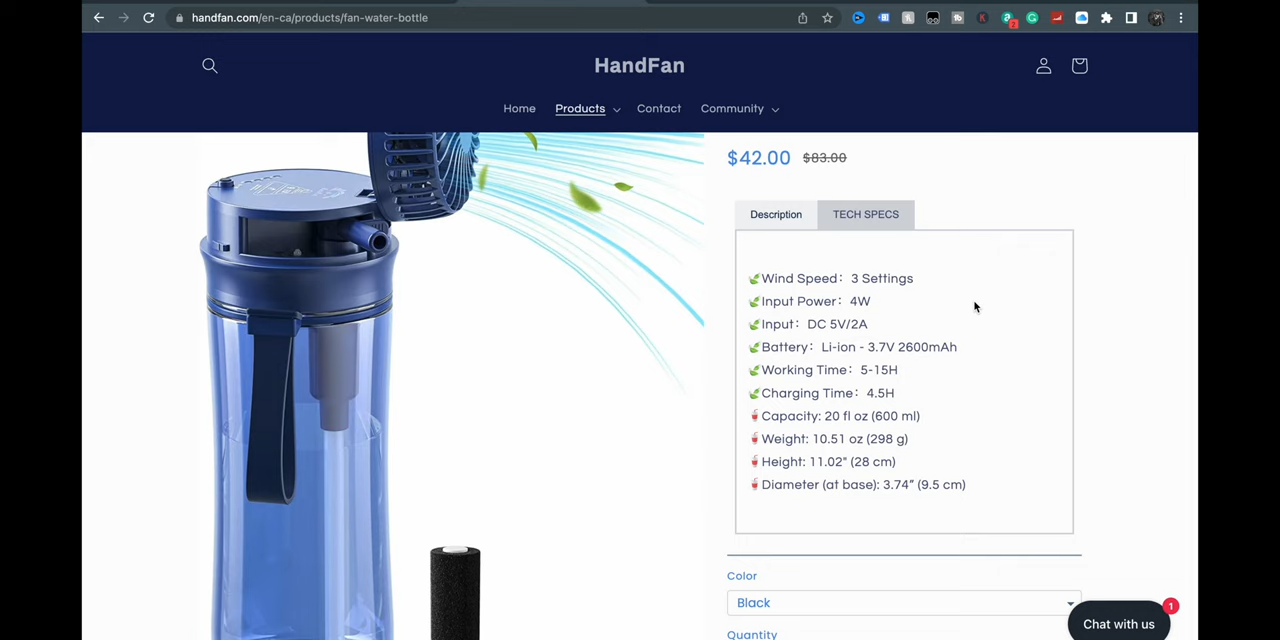 handfan.com/en-ca/products/fan-water-bottle
2
HandFan
Home Products Contact Community
$42.00 $83.00
Description TECH SPECS
Wind Speed： 3 Settings
Input Power： 4W
Input： DC 5V/2A
Battery： Li-ion - 3.7V 2600mAh
Working Time： 5-15H
Charging Time： 4.5H
Capacity: 20 fl oz (600 ml)
Weight: 10.51 oz (298 g)
Height: 11.02" (28 cm)
Diameter (at base): 3.74” (9.5 cm)
Color
Black
1
Chat with us
Quantity